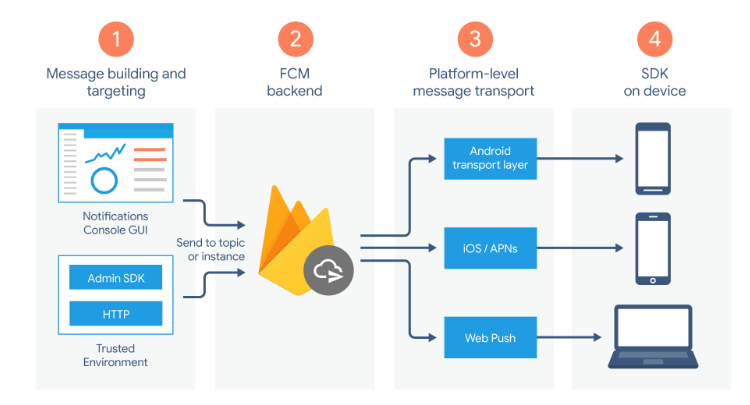 1
Message building and
targeting
2
FCM
backend
3
Platform-level
message transport
4
SDK
on device
Notifications
Console GUI
Admin SDK
HTTP
Trusted
Environment
Send to topic
or instance
Android
transport layer
iOS / APNs
Web Push